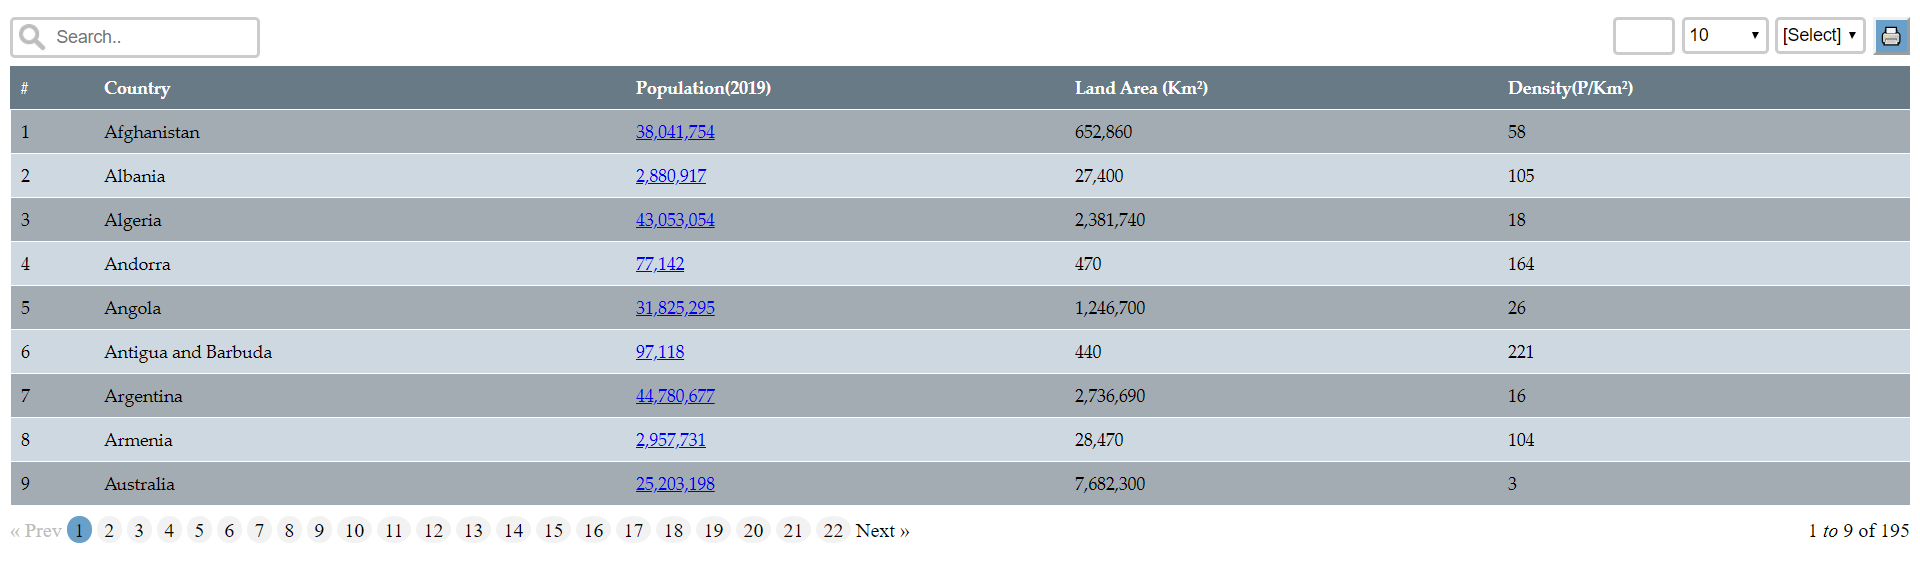 Search.. 10 [Select]
# Country Population(2019) Land Area (Km²) Density(P/Km²)
1 Afghanistan 38,041,754 652,860 58
2 Albania 2,880,917 27,400 105
3 Algeria 43,053,054 2,381,740 18
4 Andorra 77,142 470 164
5 Angola 31,825,295 1,246,700 26
6 Antigua and Barbuda 97,118 440 221
7 Argentina 44,780,677 2,736,690 16
8 Armenia 2,957,731 28,470 104
9 Australia 25,203,198 7,682,300 3
« Prev 1 2 3 4 5 6 7 8 9 10 11 12 13 14 15 16 17 18 19 20 21 22 Next » 1 to 9 of 195